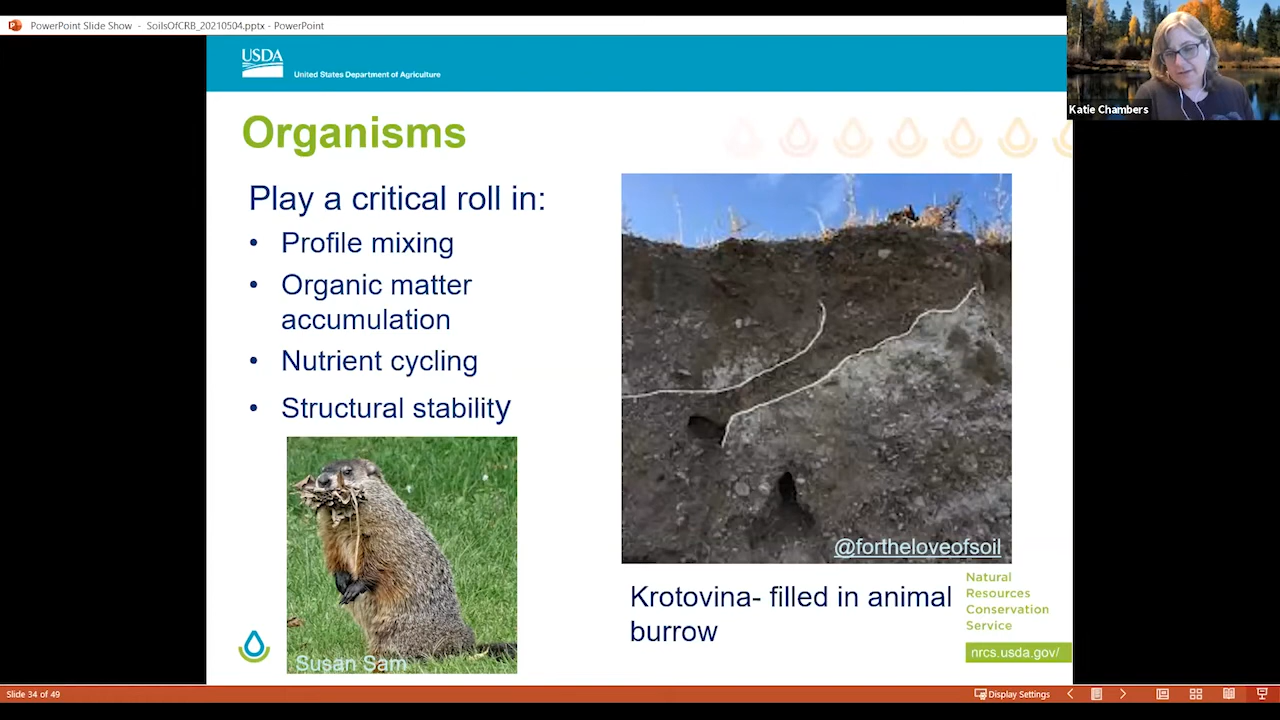 PowerPoint Slide Show - SoilsOfCRB_20210504.pptx - PowerPoint
USDA
United States Department of Agriculture
Katie Chambers
Organisms
Play a critical roll in:
• Profile mixing
• Organic matter
accumulation
• Nutrient cycling
• Structural stability
Susan Sam
@fortheloveofsoil
Krotovina- filled in animal
burrow
Natural
Resources
Conservation
Service
nrcs.usda.gov/
Slide 34 of 49
Display Settings